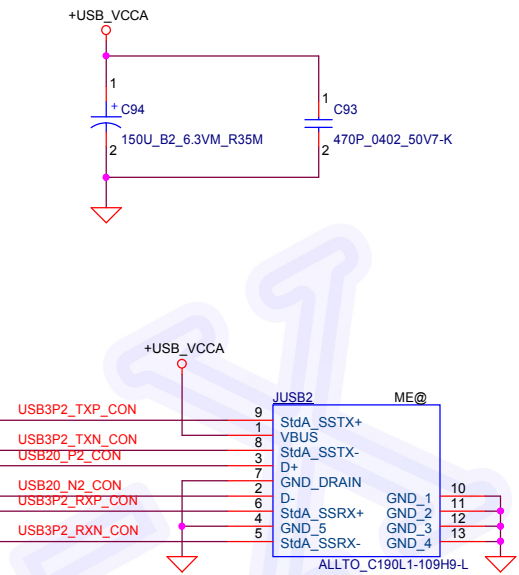 +USB_VCCA
1
+ C94
150U_B2_6.3VM_R35M
2
1
C93
470P_0402_50V7-K
2
+USB_VCCA
JUSB2 ME@
USB3P2_TXP_CON 9 StdA_SSTX+
1 VBUS
USB3P2_TXN_CON 8 StdA_SSTX-
USB20_P2_CON 3 D+
7 GND_DRAIN
USB20_N2_CON 2 D- GND_1 10
USB3P2_RXP_CON 6 StdA_SSRX+ GND_2 11
4 GND_5 GND_3 12
USB3P2_RXN_CON 5 StdA_SSRX- GND_4 13
ALLTO_C190L1-109H9-L